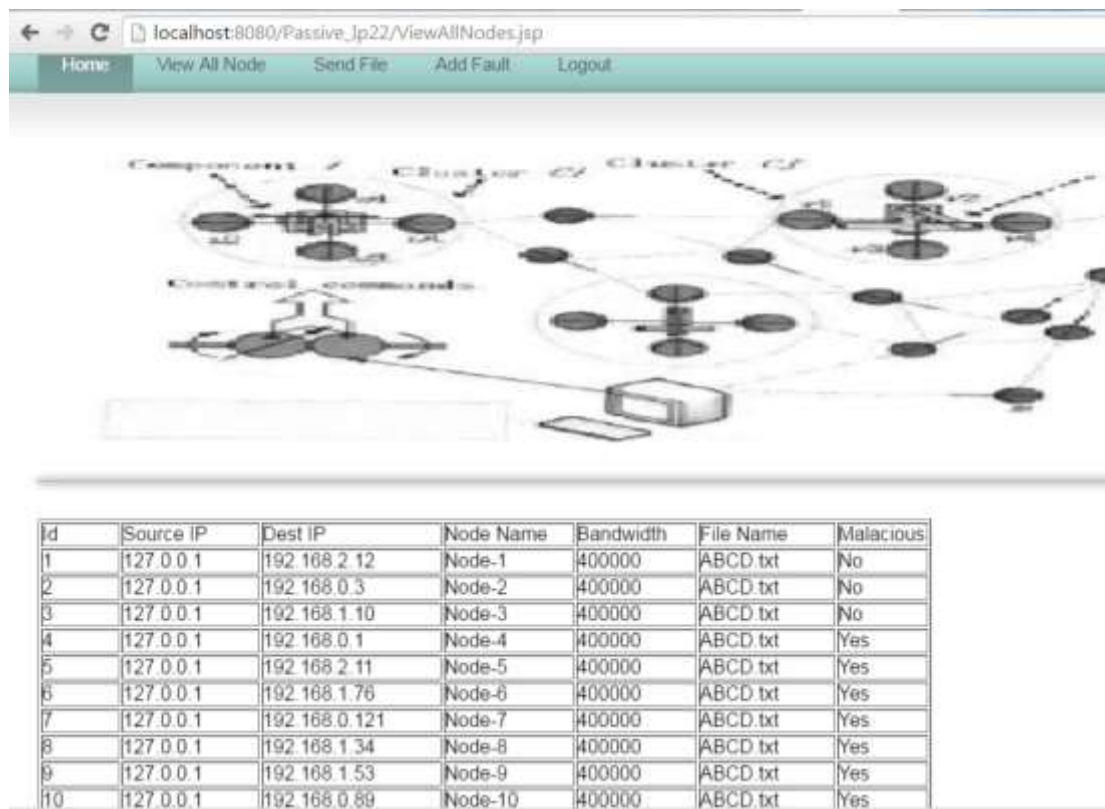 localhost:8080/Passive_Ip22/ViewAllNodes.jsp
Home View All Node Send File Add Fault Logout
Component i Cluster Ci Cluster Cj
Control commands
Id Source IP Dest IP Node Name Bandwidth File Name Malacious
1 127.0.0.1 192.168.2.12 Node-1 400000 ABCD.txt No
2 127.0.0.1 192.168.0.3 Node-2 400000 ABCD.txt No
3 127.0.0.1 192.168.1.10 Node-3 400000 ABCD.txt No
4 127.0.0.1 192.168.0.1 Node-4 400000 ABCD.txt Yes
5 127.0.0.1 192.168.2.11 Node-5 400000 ABCD.txt Yes
6 127.0.0.1 192.168.1.76 Node-6 400000 ABCD.txt Yes
7 127.0.0.1 192.168.0.121 Node-7 400000 ABCD.txt Yes
8 127.0.0.1 192.168.1.34 Node-8 400000 ABCD.txt Yes
9 127.0.0.1 192.168.1.53 Node-9 400000 ABCD.txt Yes
10 127.0.0.1 192.168.0.89 Node-10 400000 ABCD.txt Yes